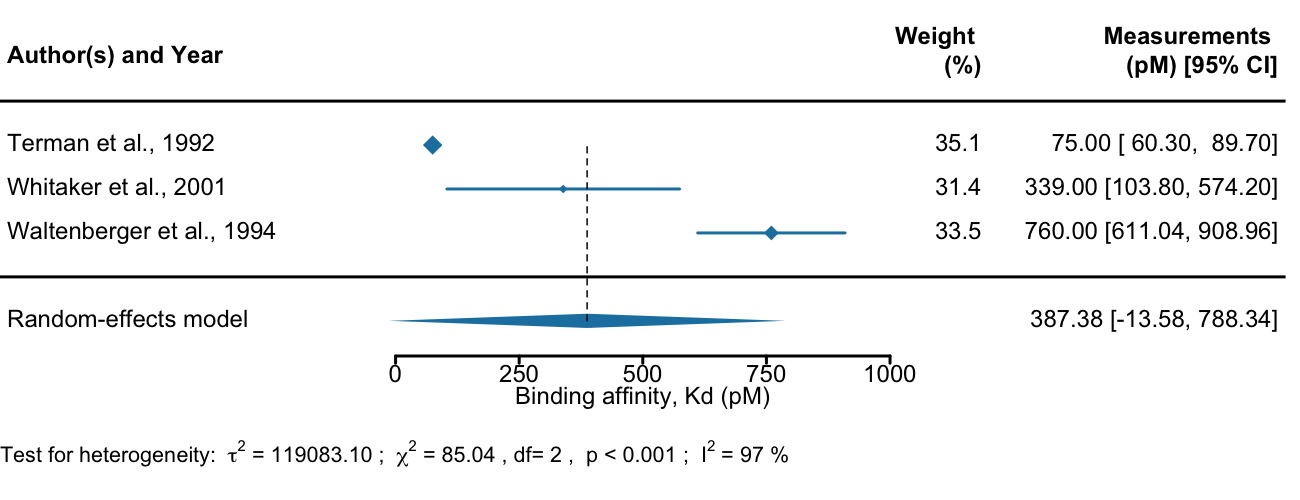 Author(s) and Year Weight (%) Measurements (pM) [95% CI]
Terman et al., 1992 35.1 75.00 [ 60.30, 89.70]
Whitaker et al., 2001 31.4 339.00 [103.80, 574.20]
Waltenberger et al., 1994 33.5 760.00 [611.04, 908.96]
Random-effects model 387.38 [-13.58, 788.34]
0 250 500 750 1000
Binding affinity, Kd (pM)
Test for heterogeneity: τ² = 119083.10 ; χ² = 85.04 , df= 2 , p < 0.001 ; I² = 97 %